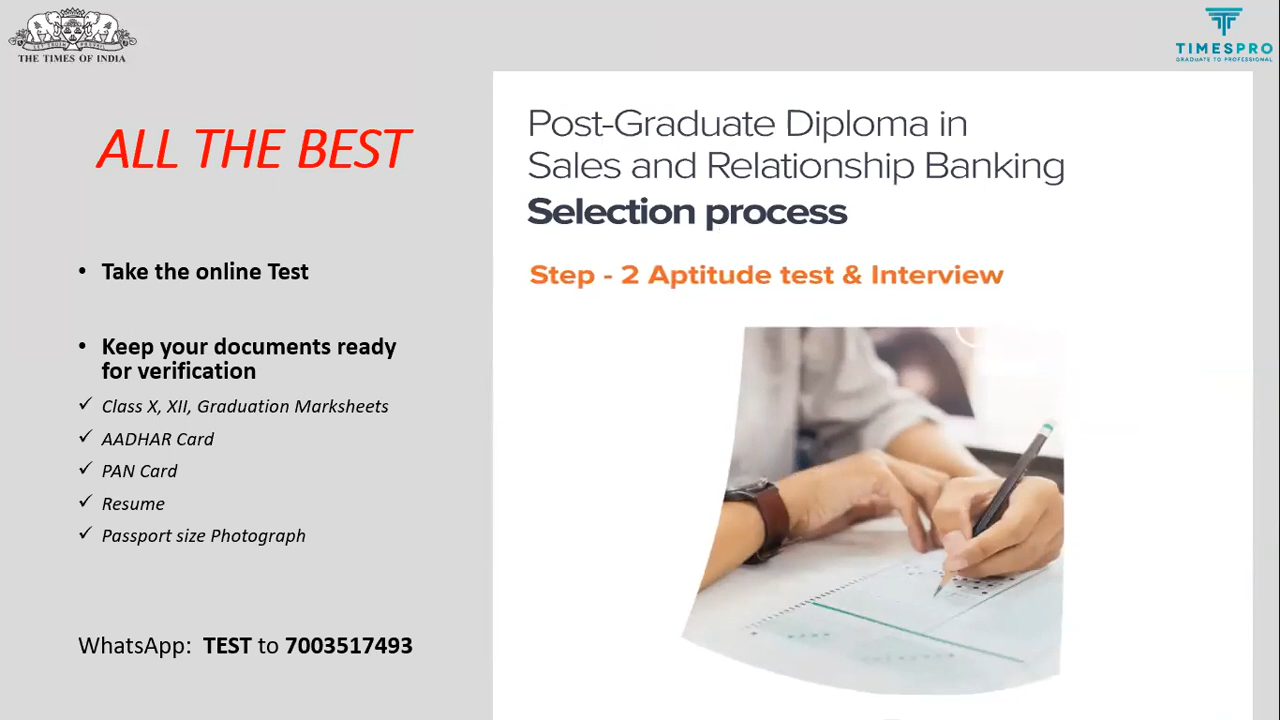 THE TIMES OF INDIA
TIMESPRO
GRADUATE TO PROFESSIONAL
ALL THE BEST
• Take the online Test
• Keep your documents ready
for verification
✓ Class X, XII, Graduation Marksheets
✓ AADHAR Card
✓ PAN Card
✓ Resume
✓ Passport size Photograph
WhatsApp: TEST to 7003517493
Post-Graduate Diploma in
Sales and Relationship Banking
Selection process
Step - 2 Aptitude test & Interview